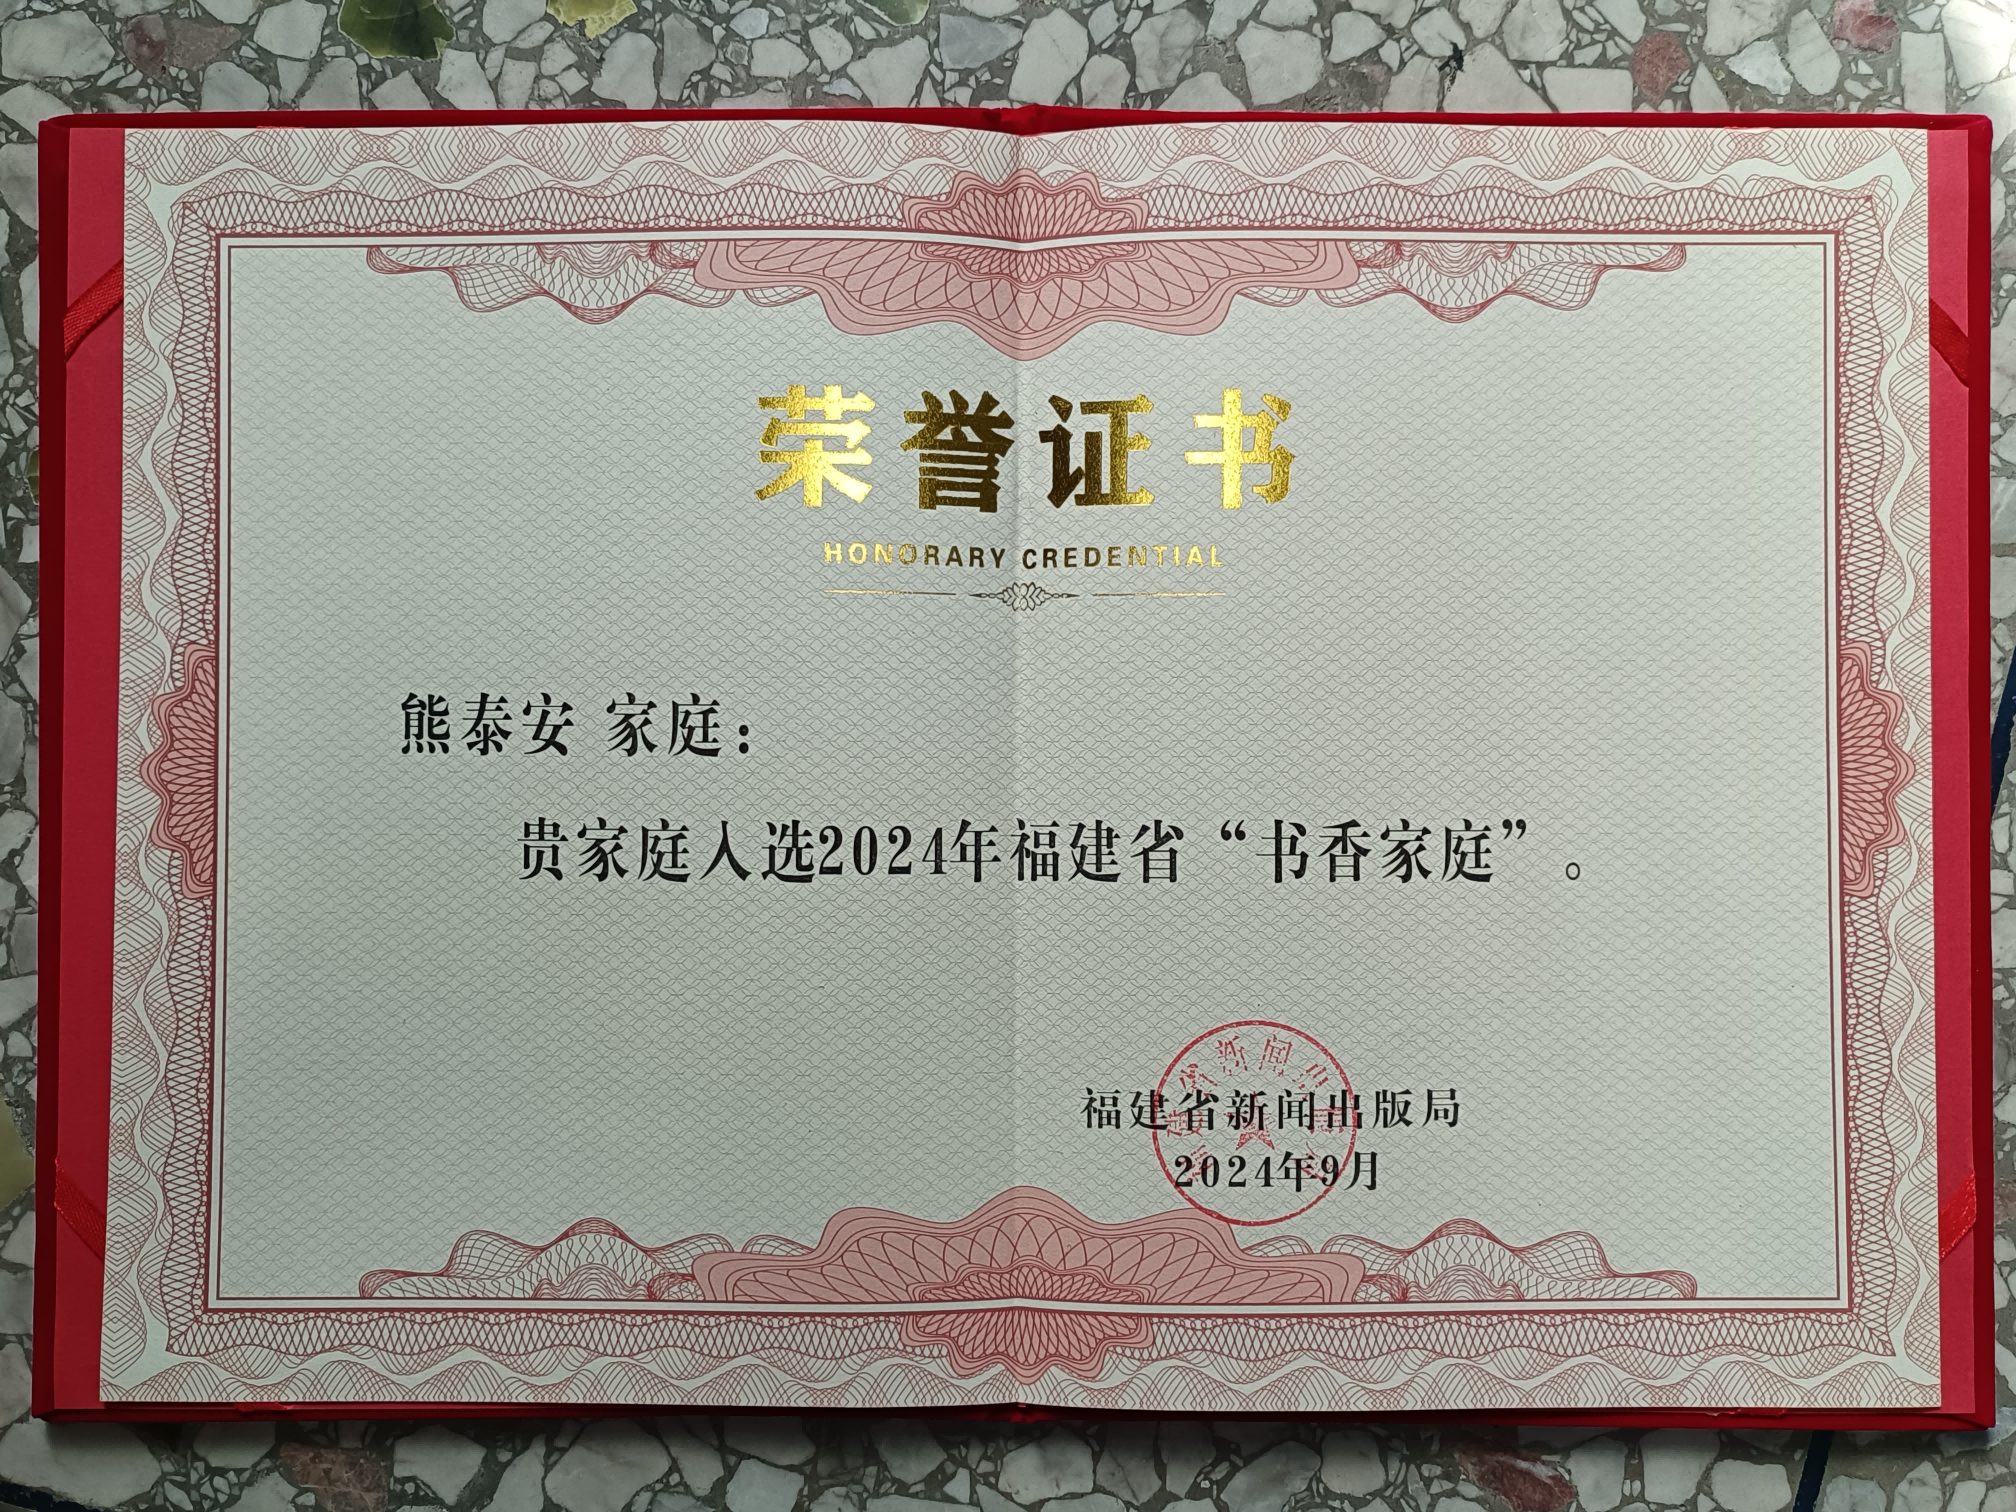 荣誉证书
HONORARY CREDENTIAL
熊泰安 家庭：
贵家庭入选2024年福建省“书香家庭”。
福建省新闻出版局
2024年9月